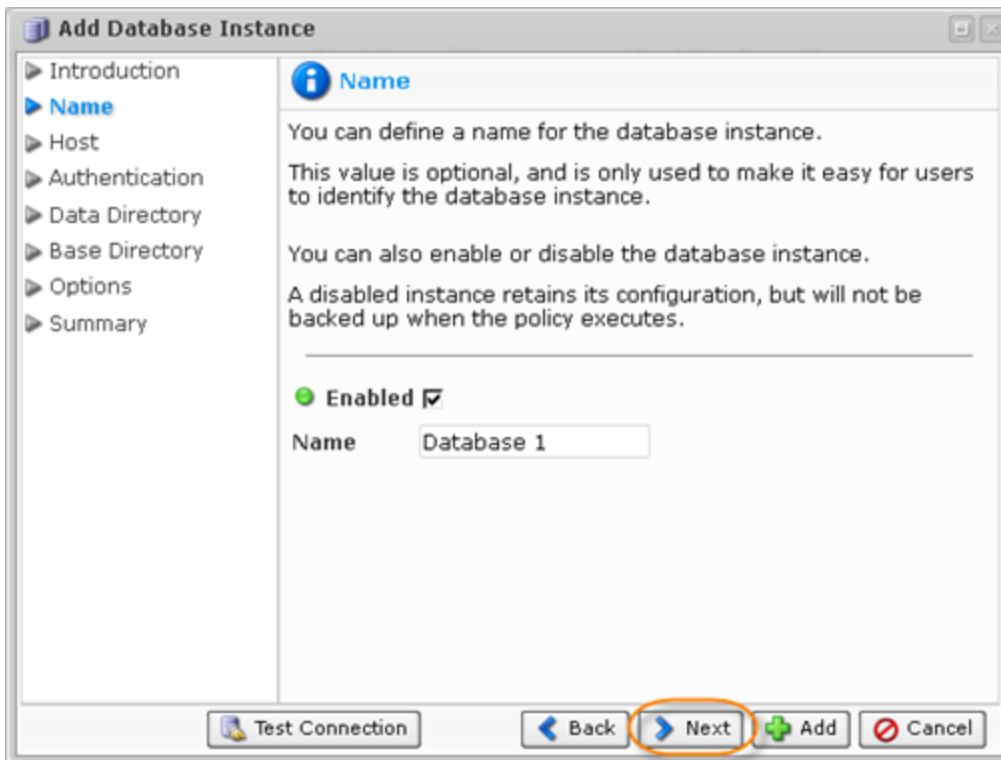 Add Database Instance
Introduction
Name
Host
Authentication
Data Directory
Base Directory
Options
Summary
Name
You can define a name for the database instance.
This value is optional, and is only used to make it easy for users
to identify the database instance.
You can also enable or disable the database instance.
A disabled instance retains its configuration, but will not be
backed up when the policy executes.
Enabled
Name Database 1
Test Connection Back Next Add Cancel